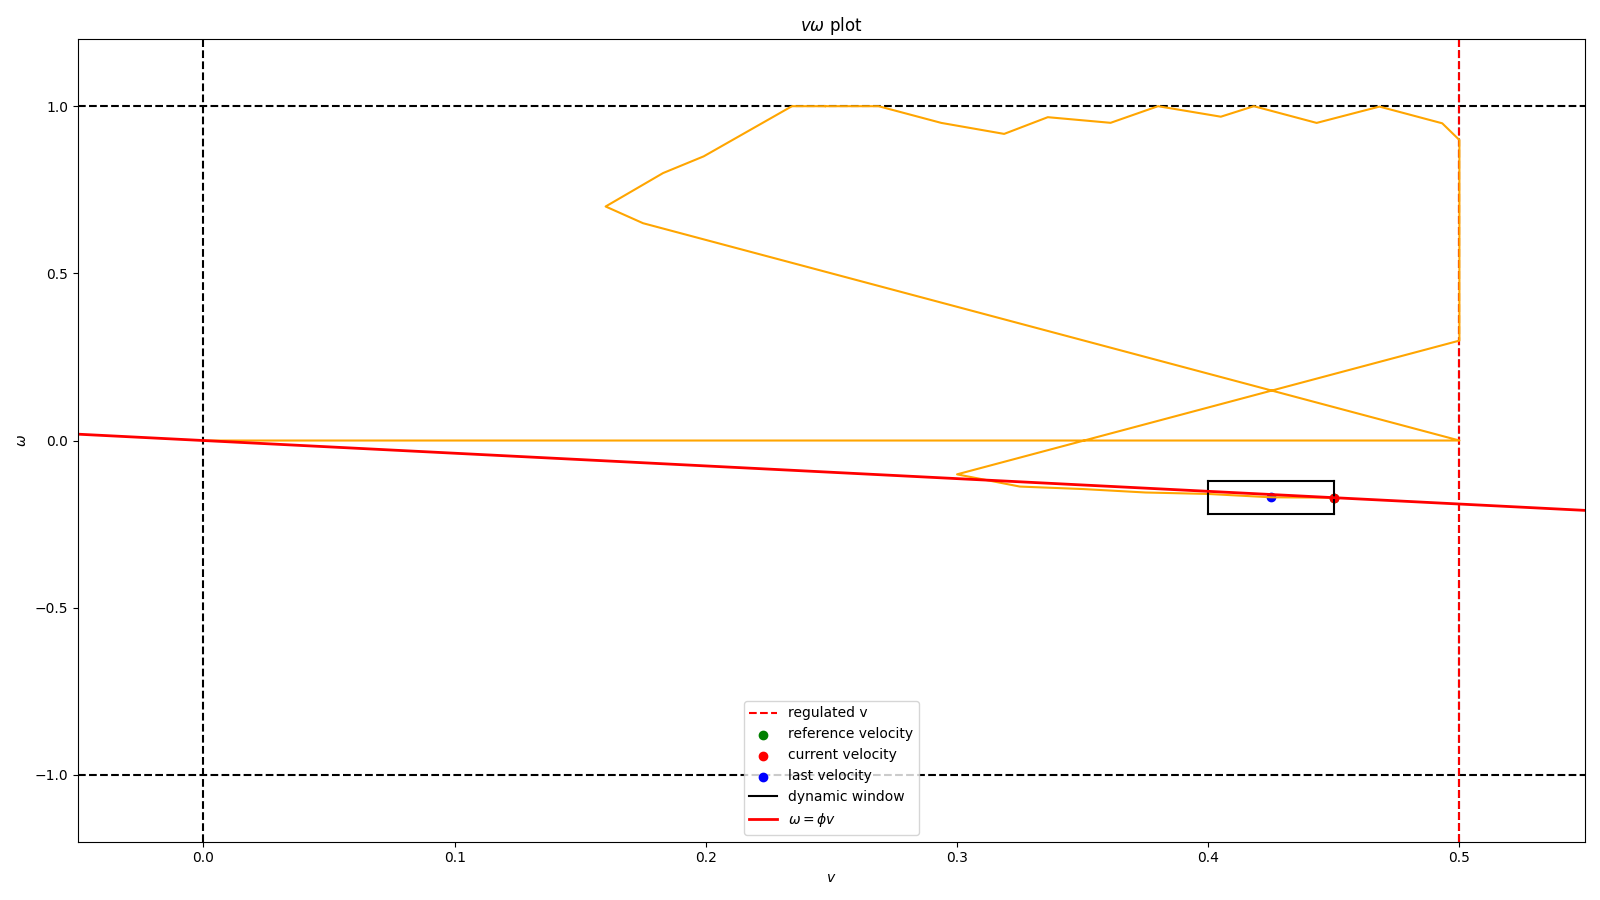 vω plot
1.0
0.5
0.0
−0.5
−1.0
ω
0.0 0.1 0.2 0.3 0.4 0.5
v
regulated v
reference velocity
current velocity
last velocity
dynamic window
ω = ϕv